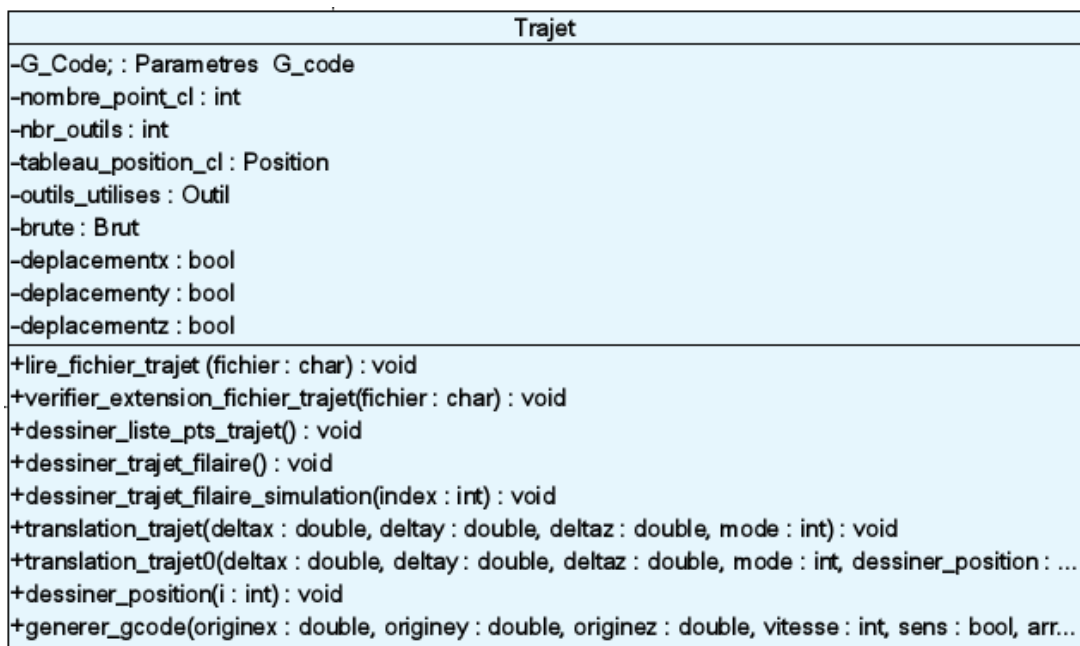 Trajet
-G_Code; : Parametres G_code
-nombre_point_cl : int
-nbr_outils : int
-tableau_position_cl : Position
-outils_utilises : Outil
-brute : Brut
-deplacementx : bool
-deplacementy : bool
-deplacementz : bool
+lire_fichier_trajet (fichier : char) : void
+verifier_extension_fichier_trajet(fichier : char) : void
+dessiner_liste_pts_trajet() : void
+dessiner_trajet_filaire() : void
+dessiner_trajet_filaire_simulation(index : int) : void
+translation_trajet(deltax : double, deltay : double, deltaz : double, mode : int) : void
+translation_trajet0(deltax : double, deltay : double, deltaz : double, mode : int, dessiner_position : ...
+dessiner_position(i : int) : void
+generer_gcode(originex : double, originey : double, originez : double, vitesse : int, sens : bool, arr...